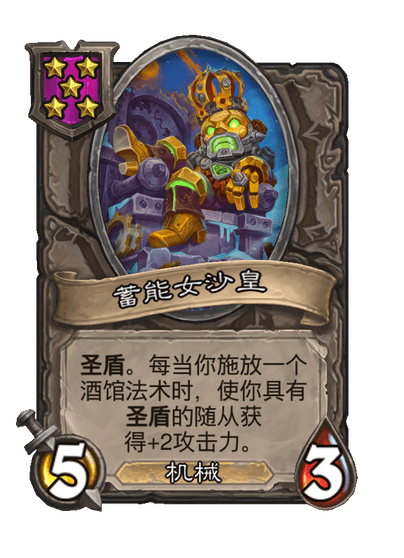 蓄能女沙皇
圣盾。每当你施放一个
酒馆法术时，使你具有
圣盾的随从获
得+2攻击力。
5
机械
3